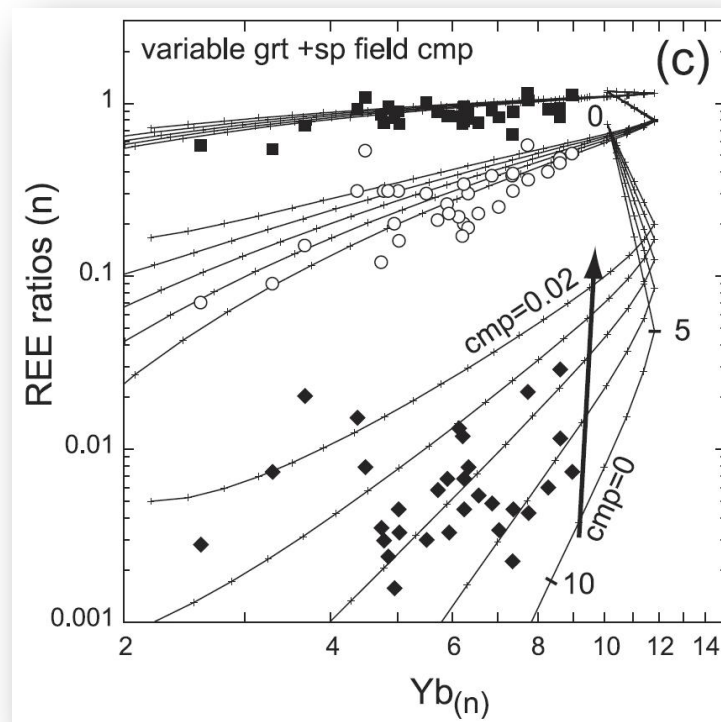 variable grt +sp field cmp
(c)
1
0
REE ratios (n)
0.1
cmp=0.02
5
0.01
cmp=0
10
0.001
2
4
6
8
10
12
14
Yb(n)